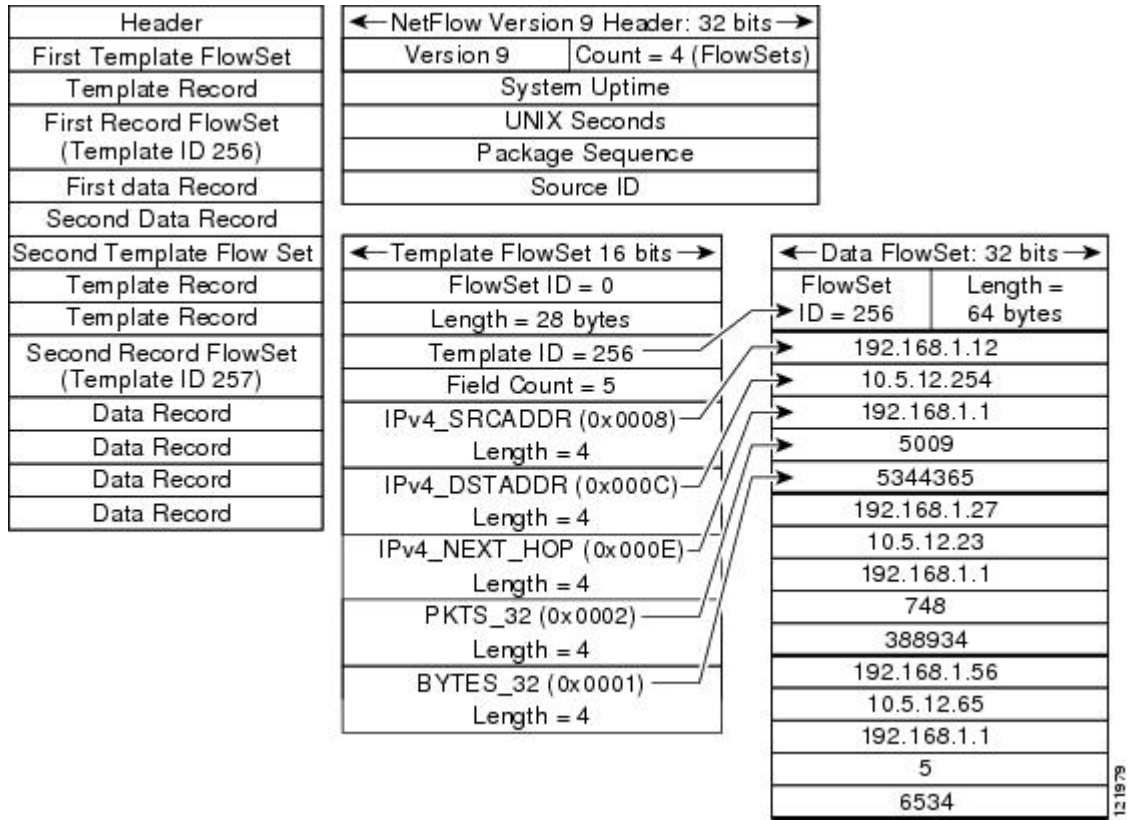 Header
First Template FlowSet
Template Record
First Record FlowSet
(Template ID 256)
First data Record
Second Data Record
Second Template Flow Set
Template Record
Template Record
Second Record FlowSet
(Template ID 257)
Data Record
Data Record
Data Record
Data Record
NetFlow Version 9 Header: 32 bits
Version 9
Count = 4 (FlowSets)
System Uptime
UNIX Seconds
Package Sequence
Source ID
Template FlowSet 16 bits
FlowSet ID = 0
Length = 28 bytes
Template ID = 256
Field Count = 5
IPv4_SRCADDR (0x0008)
Length = 4
IPv4_DSTADDR (0x000C)
Length = 4
IPv4_NEXT_HOP (0x000E)
Length = 4
PKTS_32 (0x0002)
Length = 4
BYTES_32 (0x0001)
Length = 4
Data FlowSet: 32 bits
FlowSet
ID = 256
Length =
64 bytes
192.168.1.12
10.5.12.254
192.168.1.1
5009
5344365
192.168.1.27
10.5.12.23
192.168.1.1
748
388934
192.168.1.56
10.5.12.65
192.168.1.1
5
6534
121979